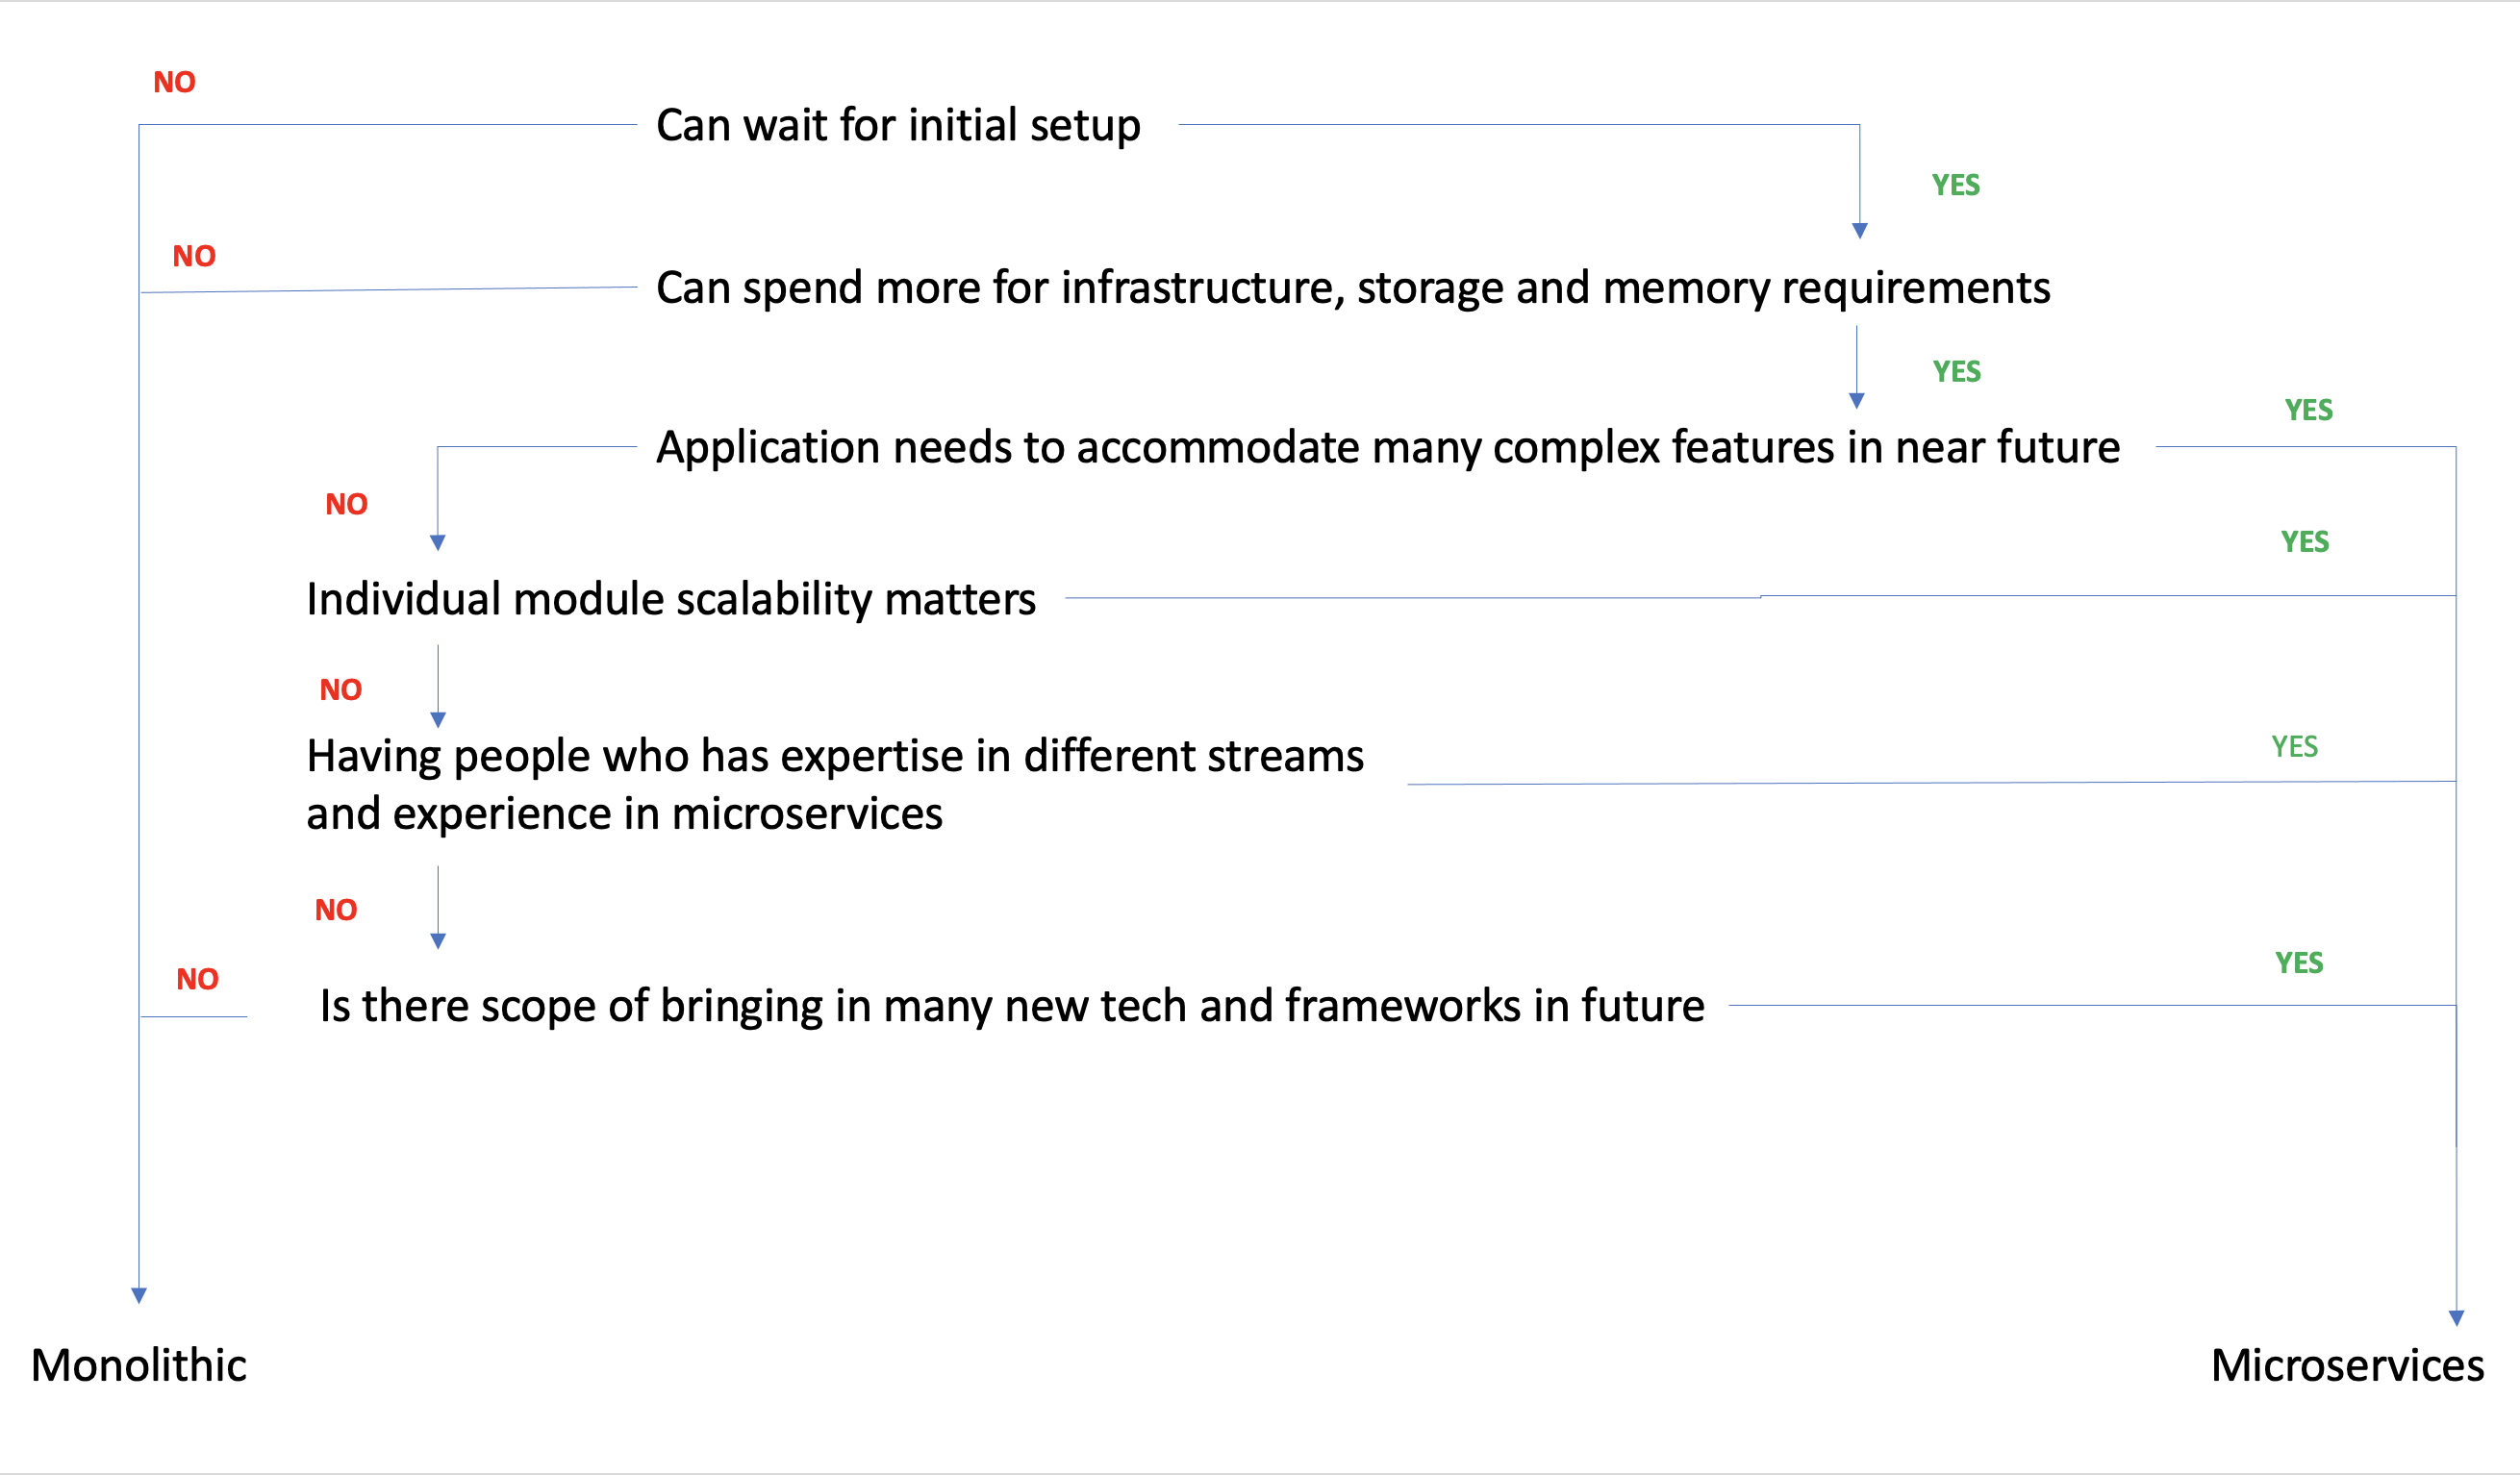 NO
Can wait for initial setup
YES
NO
Can spend more for infrastructure, storage and memory requirements
YES
YES
Application needs to accommodate many complex features in near future
NO
YES
Individual module scalability matters
NO
YES
Having people who has expertise in different streams
and experience in microservices
NO
YES
NO
Is there scope of bringing in many new tech and frameworks in future
Monolithic
Microservices